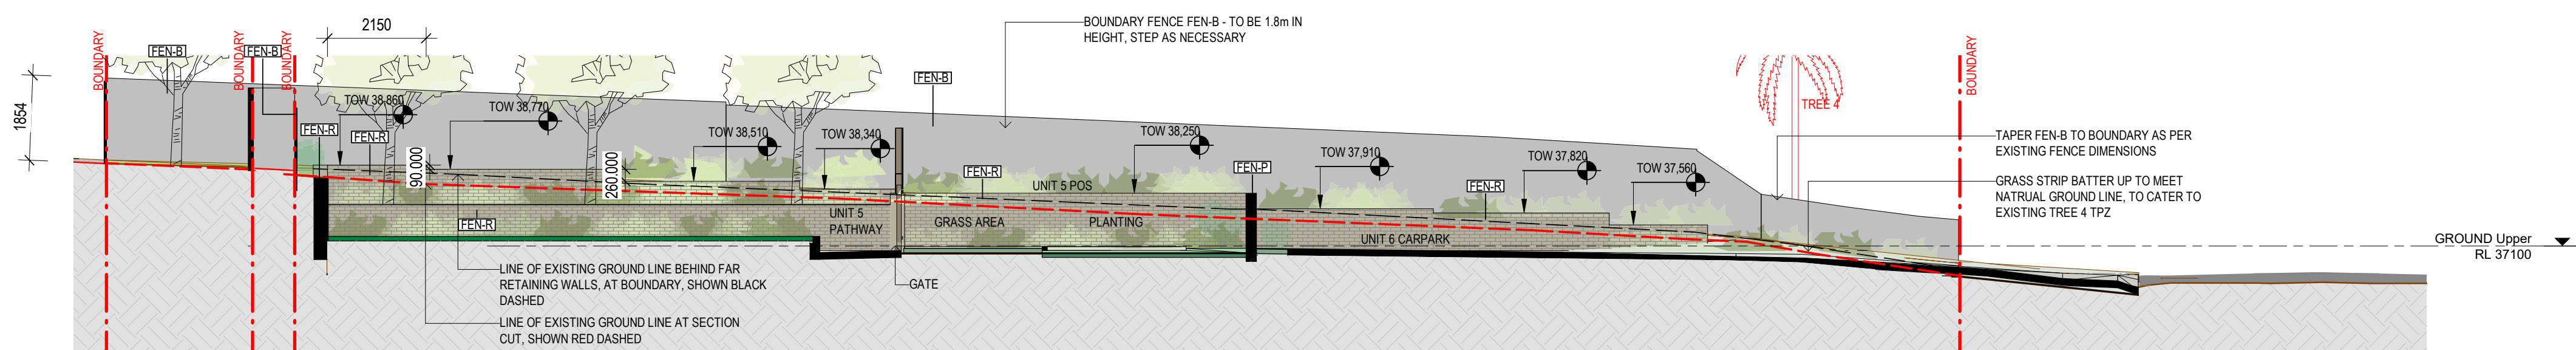 2150
BOUNDARY FENCE FEN-B - TO BE 1.8m IN
HEIGHT, STEP AS NECESSARY
BOUNDARY
FEN-B
BOUNDARY
FEN-B
BOUNDARY
BOUNDARY
FEN-B
1854
TOW 38,860
TOW 38,770
TREE 4
FEN-R
FEN-R
TOW 38,510
TOW 38,340
TOW 38,250
TAPER FEN-B TO BOUNDARY AS PER
EXISTING FENCE DIMENSIONS
90.000
260.000
FEN-R
FEN-P
TOW 37,910
TOW 37,820
TOW 37,560
UNIT 5 POS
FEN-R
GRASS STRIP BATTER UP TO MEET
NATRUAL GROUND LINE, TO CATER TO
EXISTING TREE 4 TPZ
FEN-R
UNIT 5
PATHWAY
GRASS AREA
PLANTING
UNIT 6 CARPARK
GROUND Upper
RL 37100
LINE OF EXISTING GROUND LINE BEHIND FAR
RETAINING WALLS, AT BOUNDARY, SHOWN BLACK
DASHED
GATE
LINE OF EXISTING GROUND LINE AT SECTION
CUT, SHOWN RED DASHED